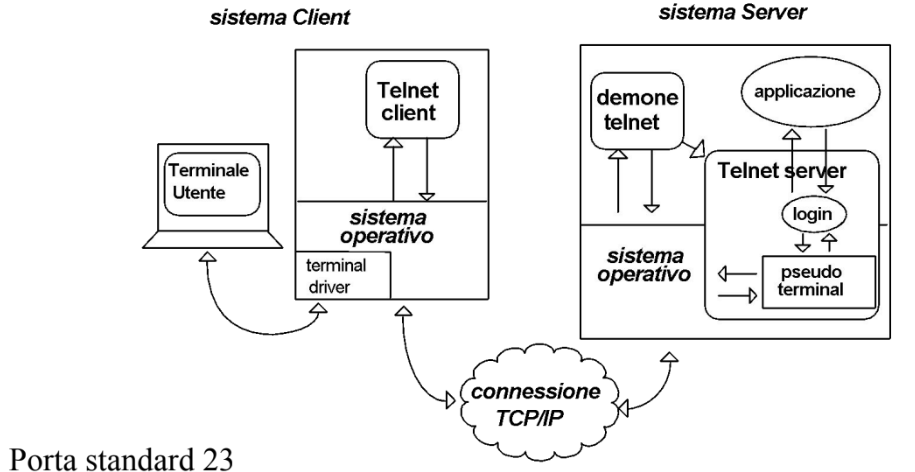 sistema Client
sistema Server
Telnet
client
demone
telnet
applicazione
Terminale
Utente
Telnet server
login
sistema
operativo
sistema
operativo
terminal
driver
pseudo
terminal
connessione
TCP/IP
Porta standard 23